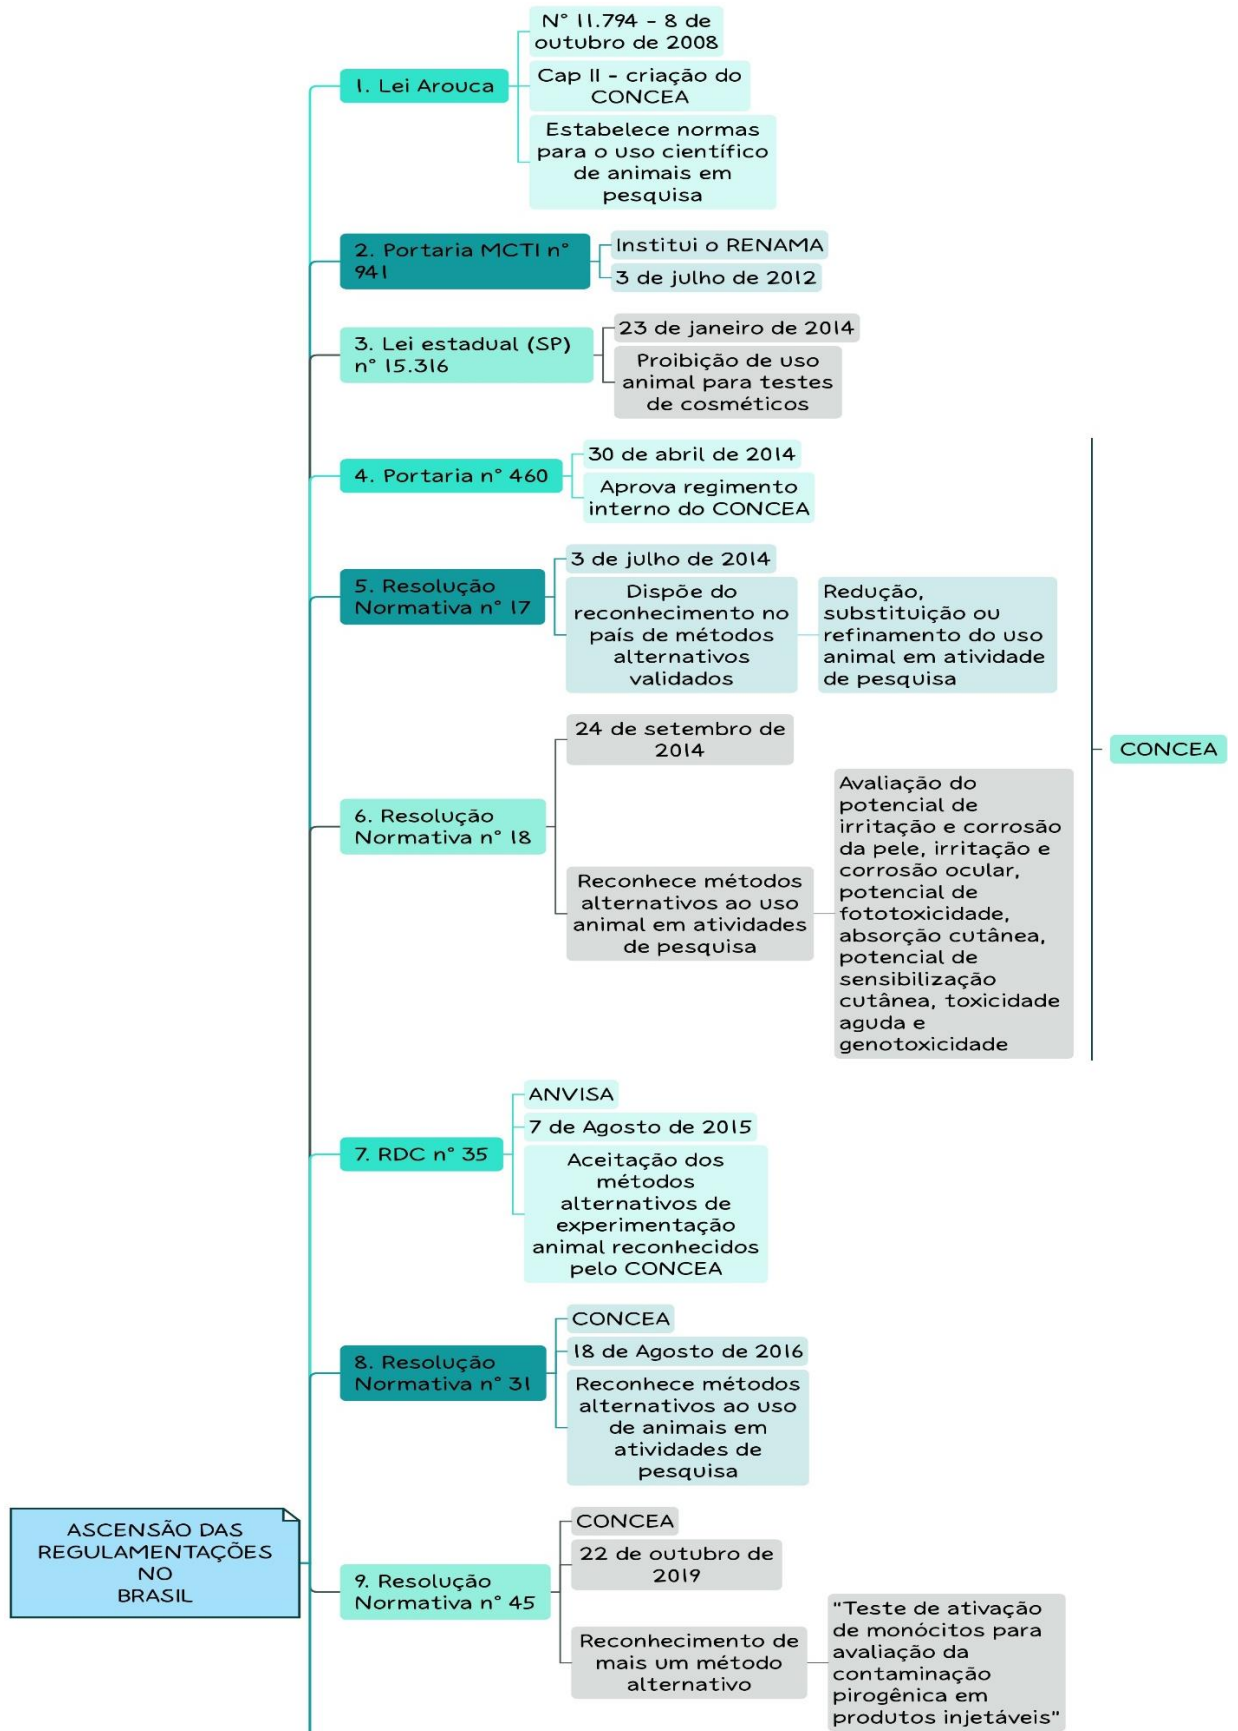 N° 11.794 - 8 de
outubro de 2008
Cap II - criação do
CONCEA
1. Lei Arouca
Estabelece normas
para o uso científico
de animais em
pesquisa
2. Portaria MCTI n°
941
Institui o RENAMA
3 de julho de 2012
3. Lei estadual (SP)
n° 15.316
23 de janeiro de 2014
Proibição de uso
animal para testes
de cosméticos
4. Portaria n° 460
30 de abril de 2014
Aprova regimento
interno do CONCEA
5. Resolução
Normativa n° 17
3 de julho de 2014
Dispõe do
reconhecimento no
país de métodos
alternativos
validados
Redução,
substituição ou
refinamento do uso
animal em atividade
de pesquisa
6. Resolução
Normativa n° 18
24 de setembro de
2014
Reconhece métodos
alternativos ao uso
animal em atividades
de pesquisa
Avaliação do
potencial de
irritação e corrosão
da pele, irritação e
corrosão ocular,
potencial de
fototoxicidade,
absorção cutânea,
potencial de
sensibilização
cutânea, toxicidade
aguda e
genotoxicidade
CONCEA
7. RDC n° 35
ANVISA
7 de Agosto de 2015
Aceitação dos
métodos
alternativos de
experimentação
animal reconhecidos
pelo CONCEA
8. Resolução
Normativa n° 31
CONCEA
18 de Agosto de 2016
Reconhece métodos
alternativos ao uso
de animais em
atividades de
pesquisa
ASCENSÃO DAS
REGULAMENTAÇÕES
NO
BRASIL
9. Resolução
Normativa n° 45
CONCEA
22 de outubro de
2019
Reconhecimento de
mais um método
alternativo
"Teste de ativação
de monócitos para
avaliação da
contaminação
pirogênica em
produtos injetáveis"